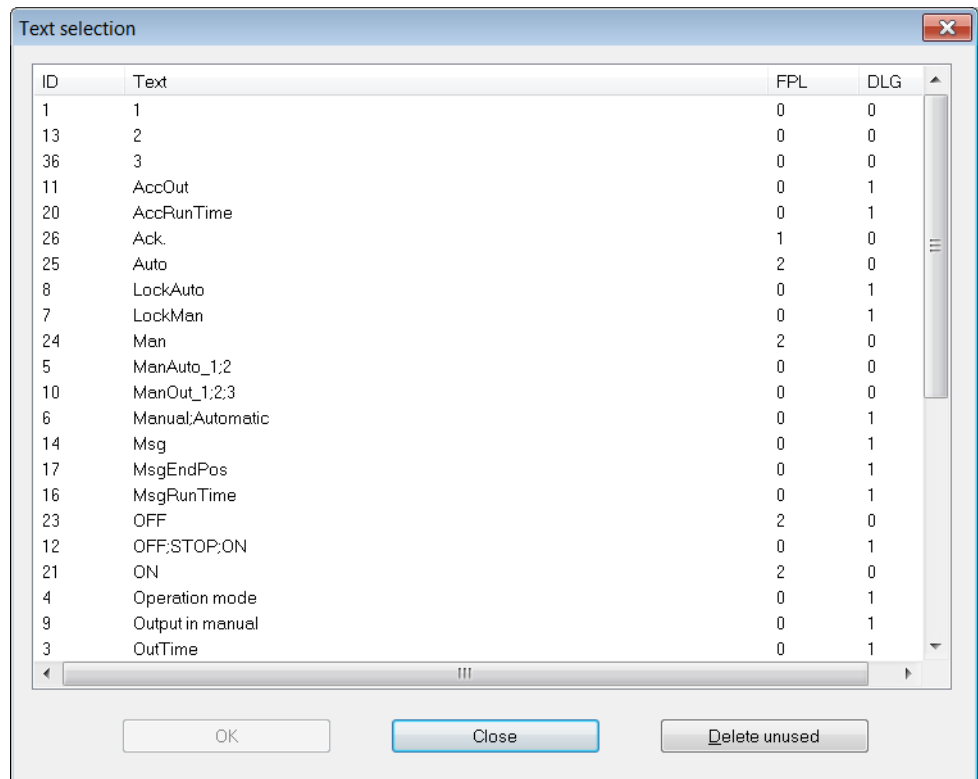 Text selection
ID Text FPL DLG
1 1 0 0
13 2 0 0
36 3 0 0
11 AccOut 0 1
20 AccRunTime 0 1
26 Ack. 1 0
25 Auto 2 0
8 LockAuto 0 1
7 LockMan 0 1
24 Man 2 0
5 ManAuto_1;2 0 0
10 ManOut_1;2;3 0 0
6 Manual;Automatic 0 1
14 Msg 0 1
17 MsgEndPos 0 1
16 MsgRunTime 0 1
23 OFF 2 0
12 OFF;STOP;ON 0 1
21 ON 2 0
4 Operation mode 0 1
9 Output in manual 0 1
3 OutTime 0 1
OK Close Delete unused